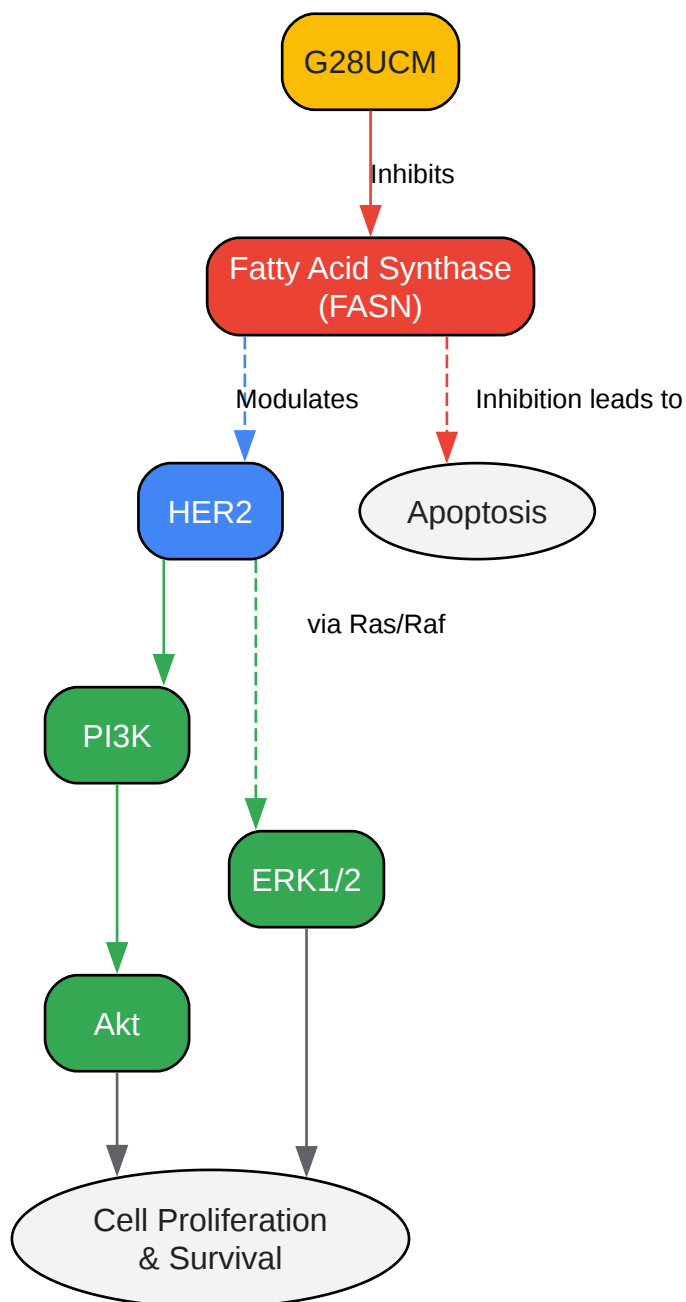 G28UCM
Inhibits
Fatty Acid Synthase
(FASN)
Modulates
Inhibition leads to
HER2
Apoptosis
via Ras/Raf
PI3K
ERK1/2
Akt
Cell Proliferation
& Survival